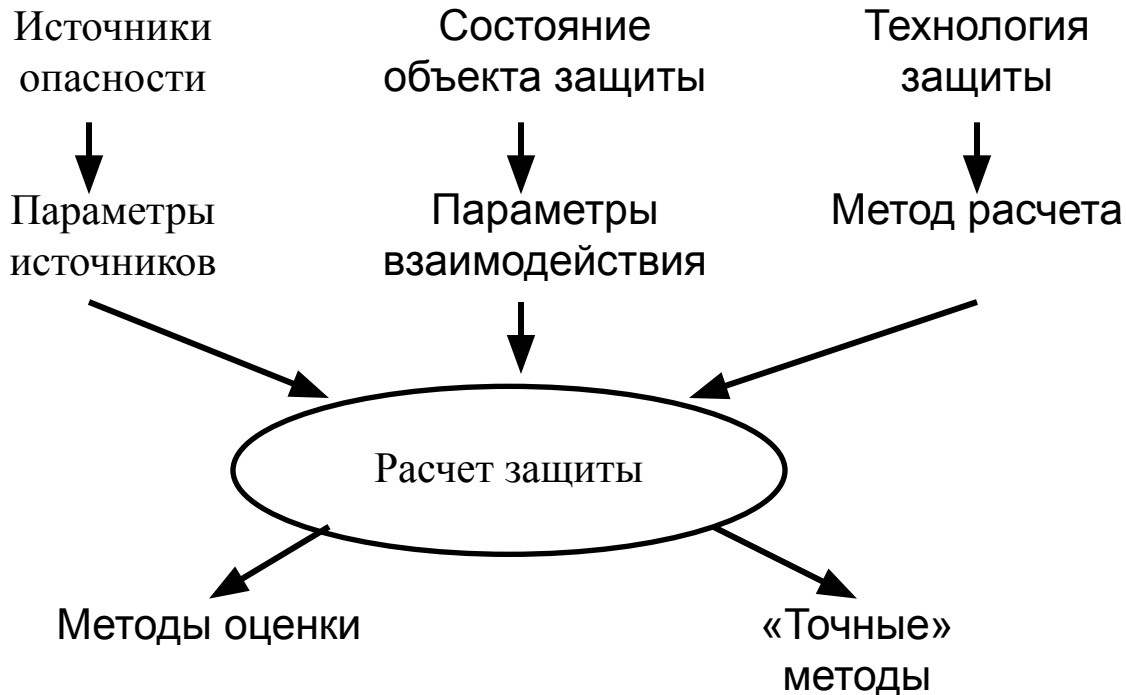 Источники
опасности
Состояние
объекта защиты
Технология
защиты
Параметры
источников
Параметры
взаимодействия
Метод расчета
Расчет защиты
Методы оценки
«Точные»
методы